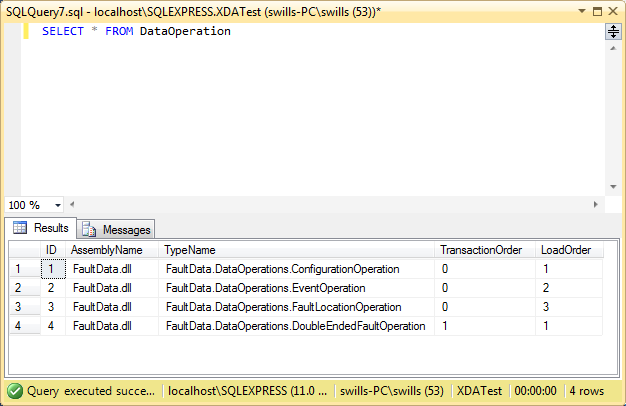 SQLQuery7.sql - localhost\SQLEXPRESS.XDATest (swills-PC\swills (53))*
SELECT * FROM DataOperation
100 %
Results Messages
ID AssemblyName TypeName TransactionOrder LoadOrder
1 1 FaultData.dll FaultData.DataOperations.ConfigurationOperation 0 1
2 2 FaultData.dll FaultData.DataOperations.EventOperation 0 2
3 3 FaultData.dll FaultData.DataOperations.FaultLocationOperation 0 3
4 4 FaultData.dll FaultData.DataOperations.DoubleEndedFaultOperation 1 1
Query executed succe... localhost\SQLEXPRESS (11.0 ... swills-PC\swills (53) XDATest 00:00:00 4 rows